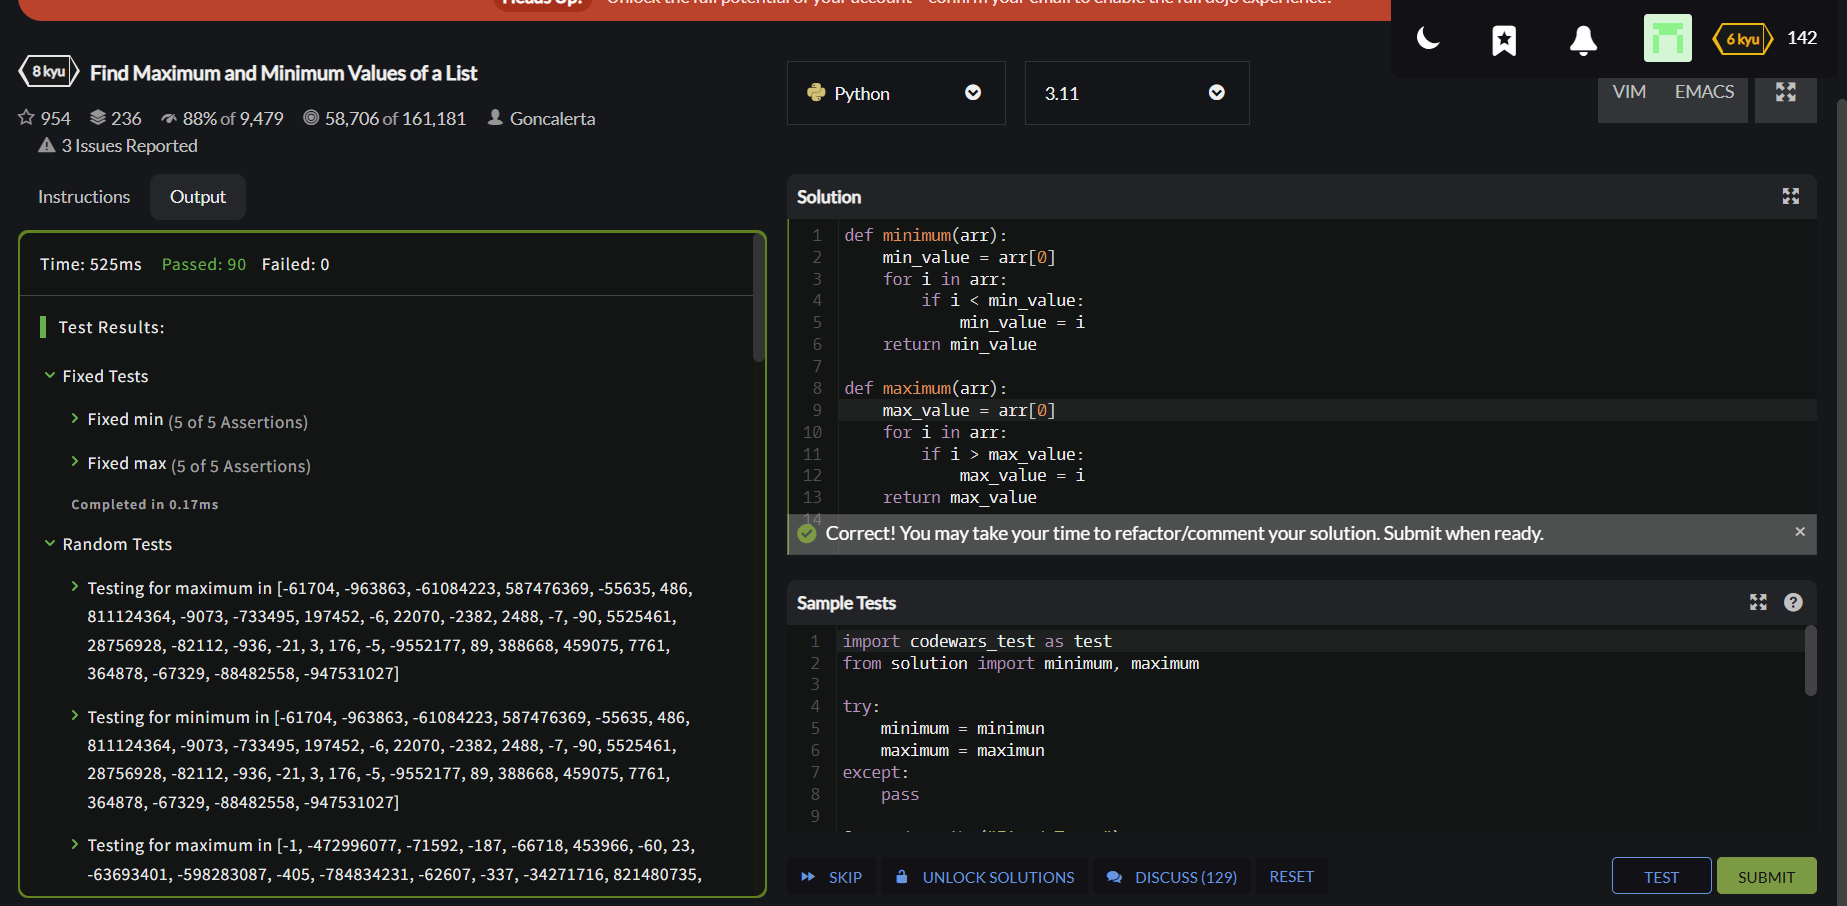 Heads Up! Unlock the full potential of your account - confirm your email to enable the full dojo experience!
6 kyu 142
8 kyu Find Maximum and Minimum Values of a List
954 236 88% of 9,479 58,706 of 161,181 Goncalerta
3 Issues Reported
Python 3.11 VIM EMACS
Instructions Output
Time: 525ms Passed: 90 Failed: 0
Test Results:
Fixed Tests
Fixed min (5 of 5 Assertions)
Fixed max (5 of 5 Assertions)
Completed in 0.17ms
Random Tests
Testing for maximum in [-61704, -963863, -61084223, 587476369, -55635, 486,
811124364, -9073, -733495, 197452, -6, 22070, -2382, 2488, -7, -90, 5525461,
28756928, -82112, -936, -21, 3, 176, -5, -9552177, 89, 388668, 459075, 7761,
364878, -67329, -88482558, -947531027]
Testing for minimum in [-61704, -963863, -61084223, 587476369, -55635, 486,
811124364, -9073, -733495, 197452, -6, 22070, -2382, 2488, -7, -90, 5525461,
28756928, -82112, -936, -21, 3, 176, -5, -9552177, 89, 388668, 459075, 7761,
364878, -67329, -88482558, -947531027]
Testing for maximum in [-1, -472996077, -71592, -187, -66718, 453966, -60, 23,
-63693401, -598283087, -405, -784834231, -62607, -337, -34271716, 821480735,
Solution
1 def minimum(arr):
2     min_value = arr[0]
3     for i in arr:
4         if i < min_value:
5             min_value = i
6     return min_value
7
8 def maximum(arr):
9     max_value = arr[0]
10     for i in arr:
11         if i > max_value:
12             max_value = i
13     return max_value
14
Correct! You may take your time to refactor/comment your solution. Submit when ready. ×
Sample Tests ?
1 import codewars_test as test
2 from solution import minimum, maximum
3
4 try:
5     minimum = minimun
6     maximum = maximun
7 except:
8     pass
9
SKIP UNLOCK SOLUTIONS DISCUSS (129) RESET TEST SUBMIT